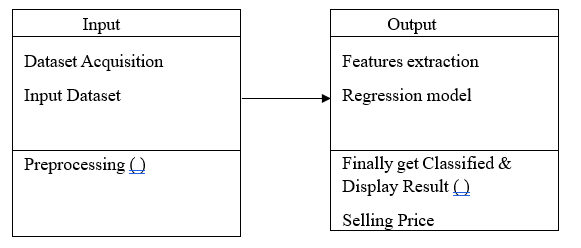 Input
Dataset Acquisition
Input Dataset
Preprocessing ( )
Output
Features extraction
Regression model
Finally get Classified &
Display Result ( )
Selling Price